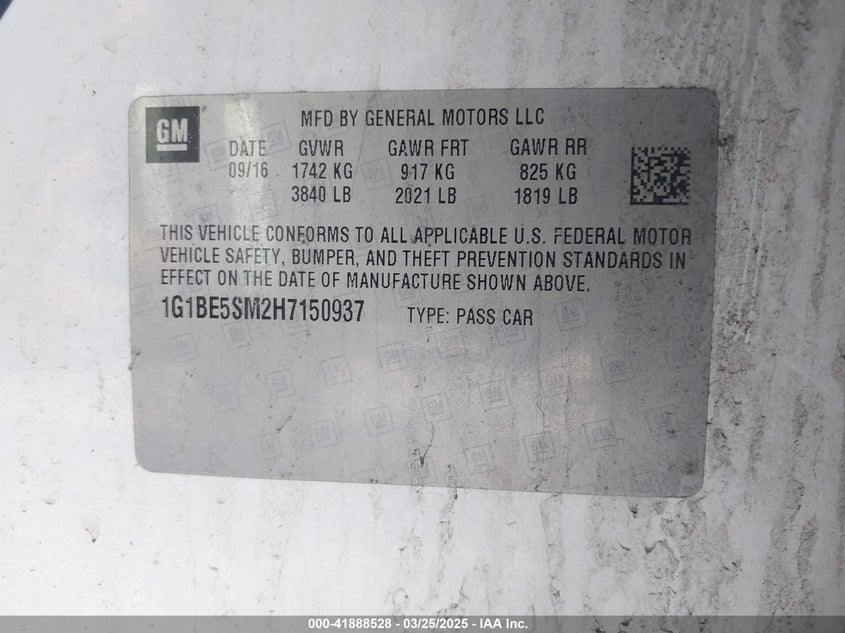 GM
MFD BY GENERAL MOTORS LLC
DATE GVWR GAWR FRT GAWR RR
09/16 1742 KG 917 KG 825 KG
3840 LB 2021 LB 1819 LB
THIS VEHICLE CONFORMS TO ALL APPLICABLE U.S. FEDERAL MOTOR
VEHICLE SAFETY, BUMPER, AND THEFT PREVENTION STANDARDS IN
EFFECT ON THE DATE OF MANUFACTURE SHOWN ABOVE.
1G1BE5SM2H7150937 TYPE: PASS CAR
000-41888528 - 03/25/2025 - IAA Inc.